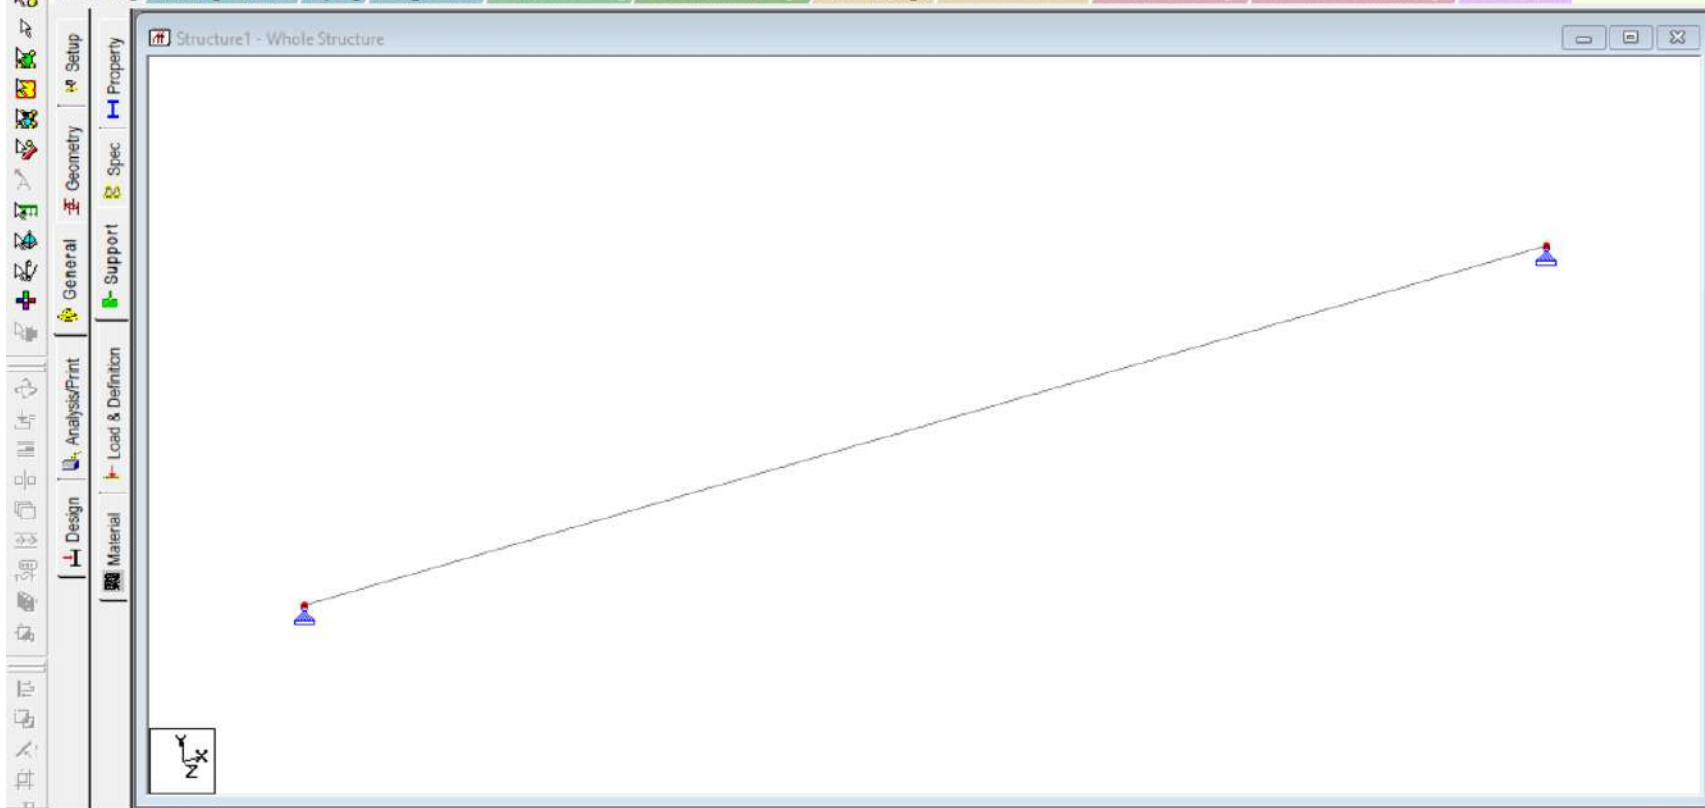 Structure1 - Whole Structure
Setup
Geometry
General
Analysis/Print
Design
Property
Spec
Support
Load & Definition
Material
Y
X
Z